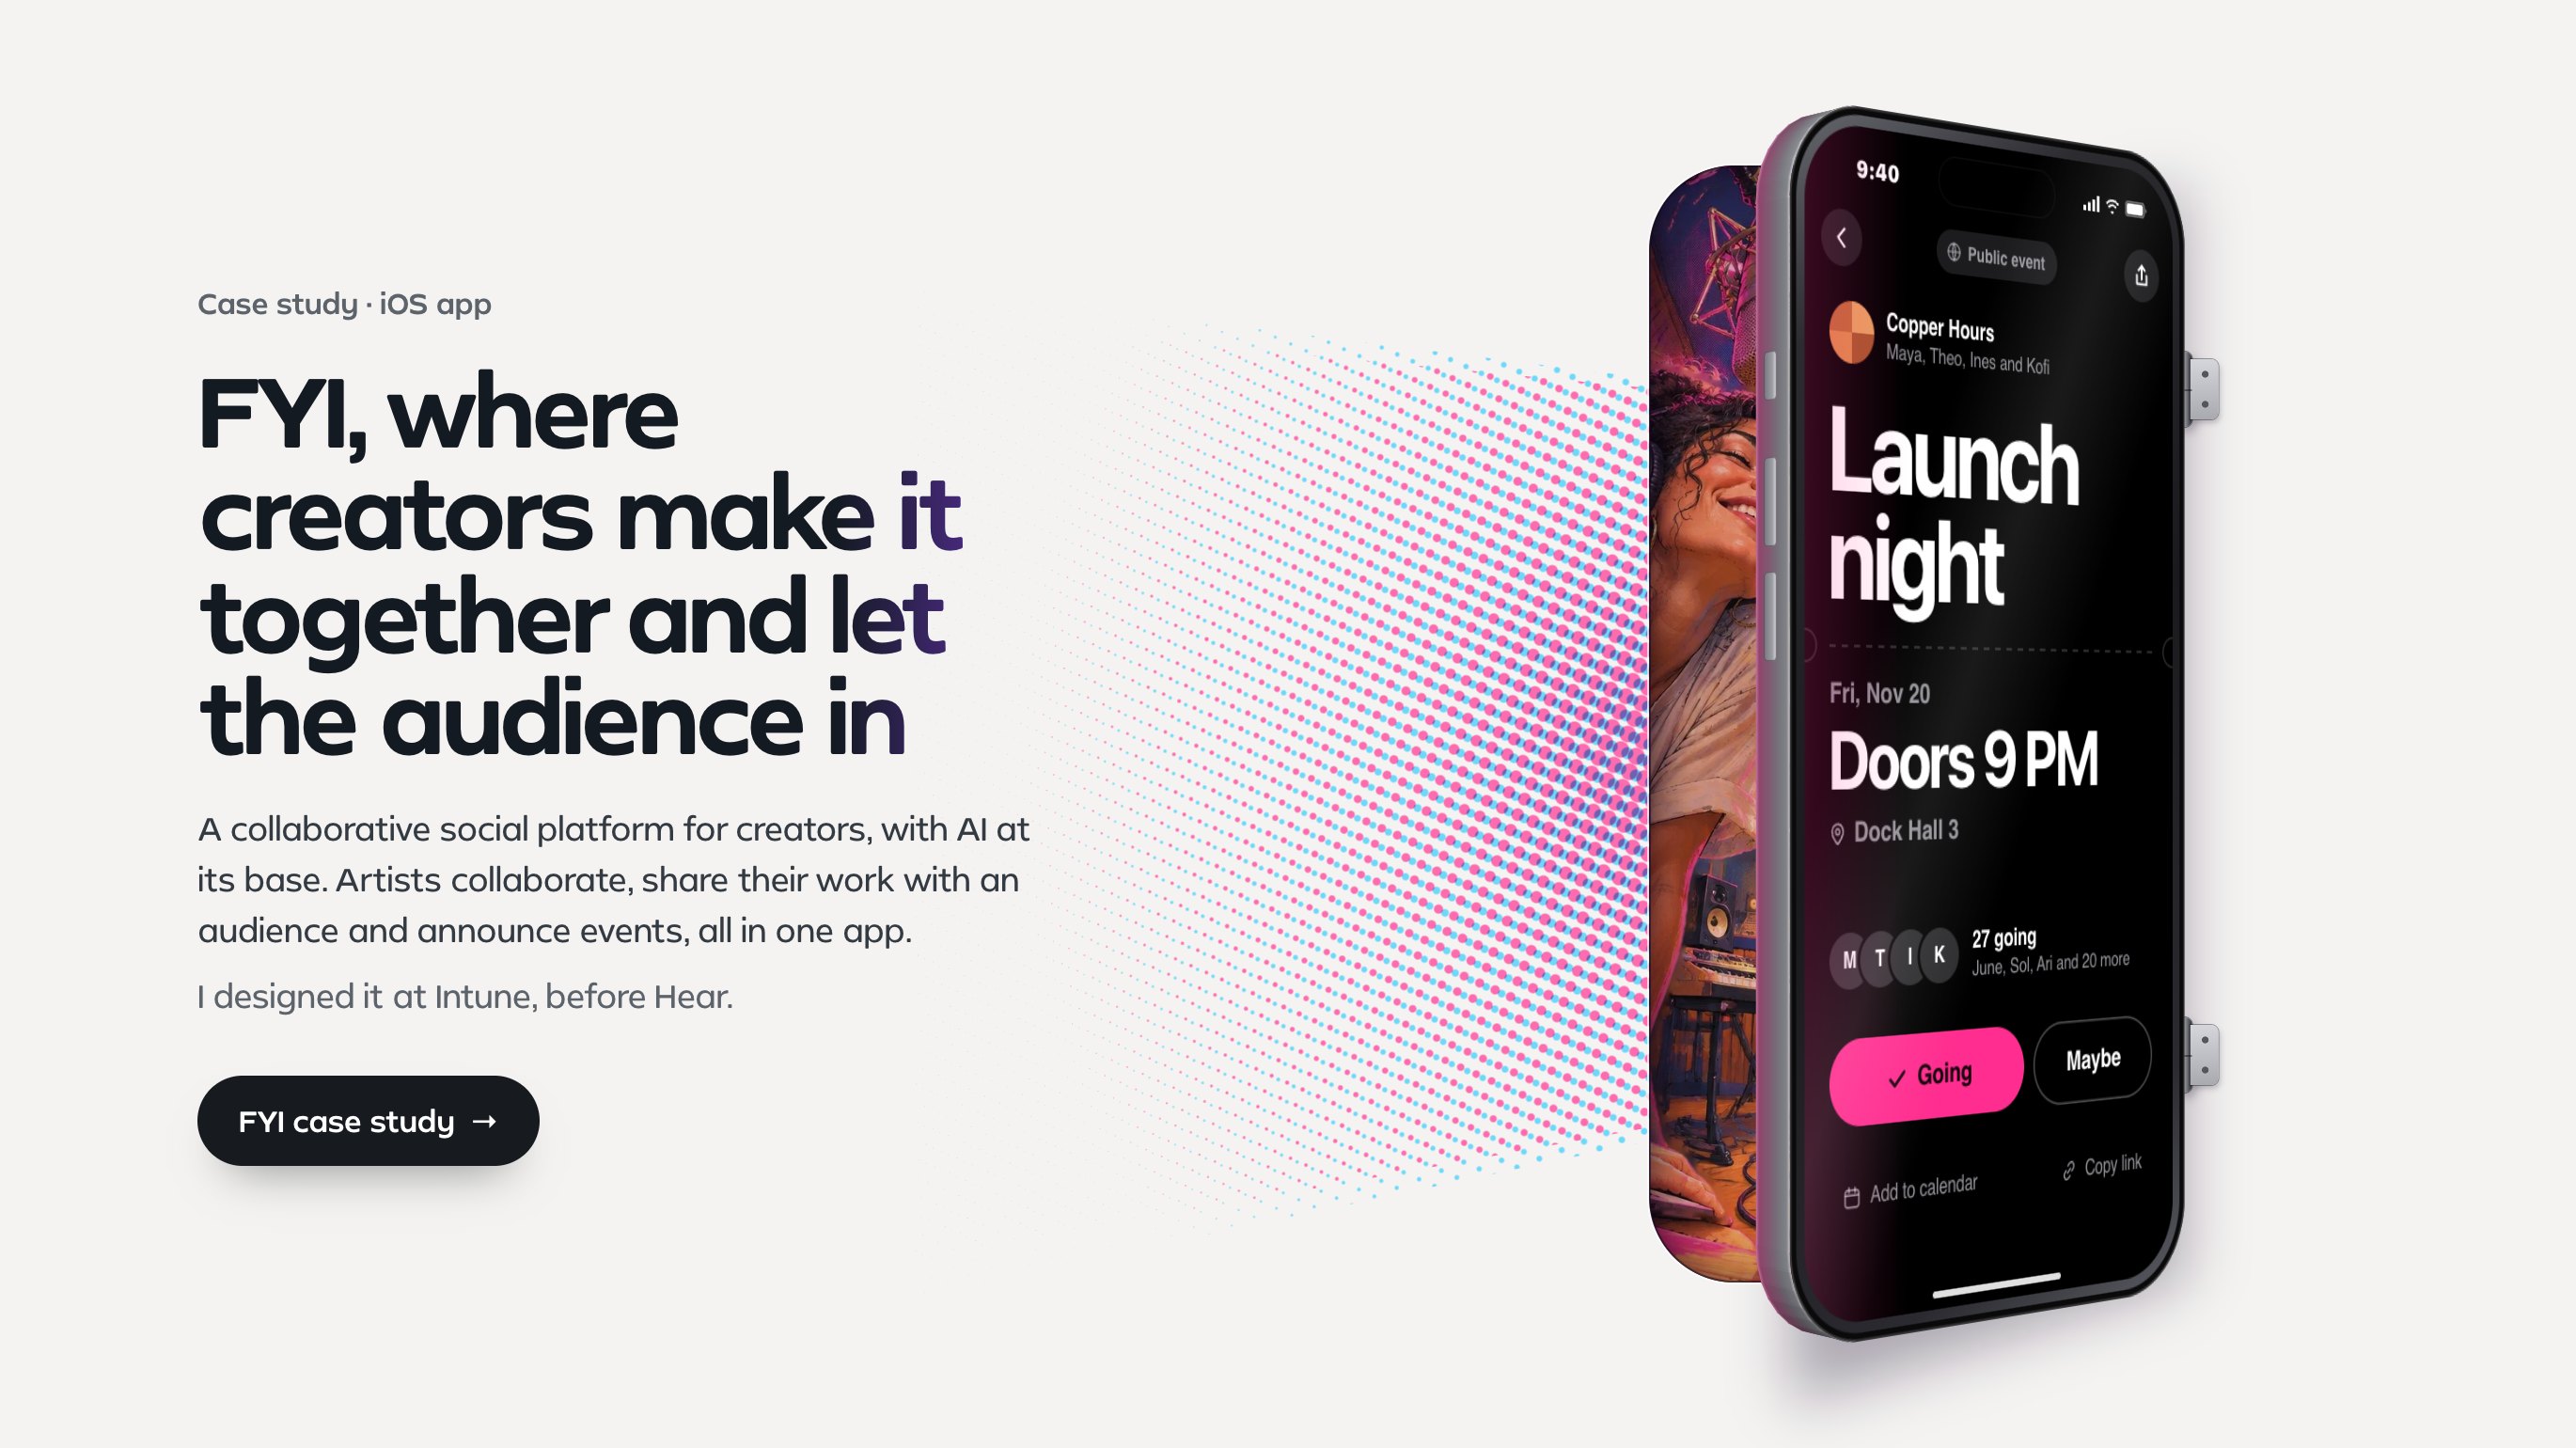 Case study · iOS app
FYI, where
creators make it
together and let
the audience in
A collaborative social platform for creators, with AI at
its base. Artists collaborate, share their work with an
audience and announce events, all in one app.
I designed it at Intune, before Hear.
FYI case study →
9:40
Public event
Copper Hours
Maya, Theo, Ines and Kofi
Launch
night
Fri, Nov 20
Doors 9 PM
Dock Hall 3
M T I K
27 going
June, Sol, Ari and 20 more
Going
Maybe
Add to calendar
Copy link